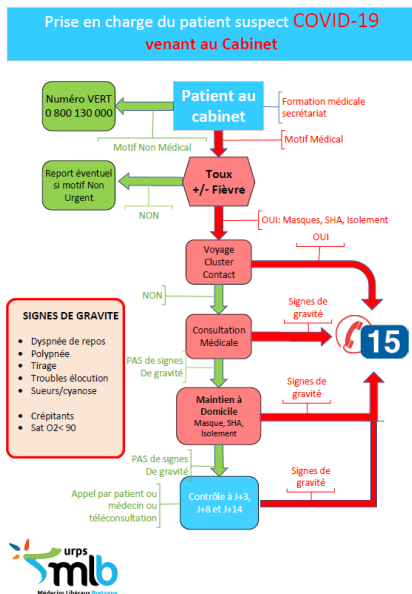 Prise en charge du patient suspect COVID-19
venant au Cabinet
Numéro VERT
0 800 130 000
Patient au
cabinet
Formation médicale
secrétariat
Motif Non Médical
Motif Médical
Report éventuel
si motif Non
Urgent
Toux
+/- Fièvre
NON
OUI: Masques, SHA, Isolement
Voyage
Cluster
Contact
OUI
NON
SIGNES DE GRAVITE
Dyspnée de repos
Polypnée
Tirage
Troubles élocution
Sueurs/cyanose
Crépitants
Sat O2< 90
Consultation
Médicale
Signes de
gravité
15
PAS de signes
De gravité
Maintien à
Domicile
Masque, SHA,
Isolement
Signes de
gravité
PAS de signes
De gravité
Appel par patient ou
médecin ou
téléconsultation
Contrôle à J+3,
J+8 et J+14
Signes de
gravité
urps
mlb
Médecins Libéraux Bretagne